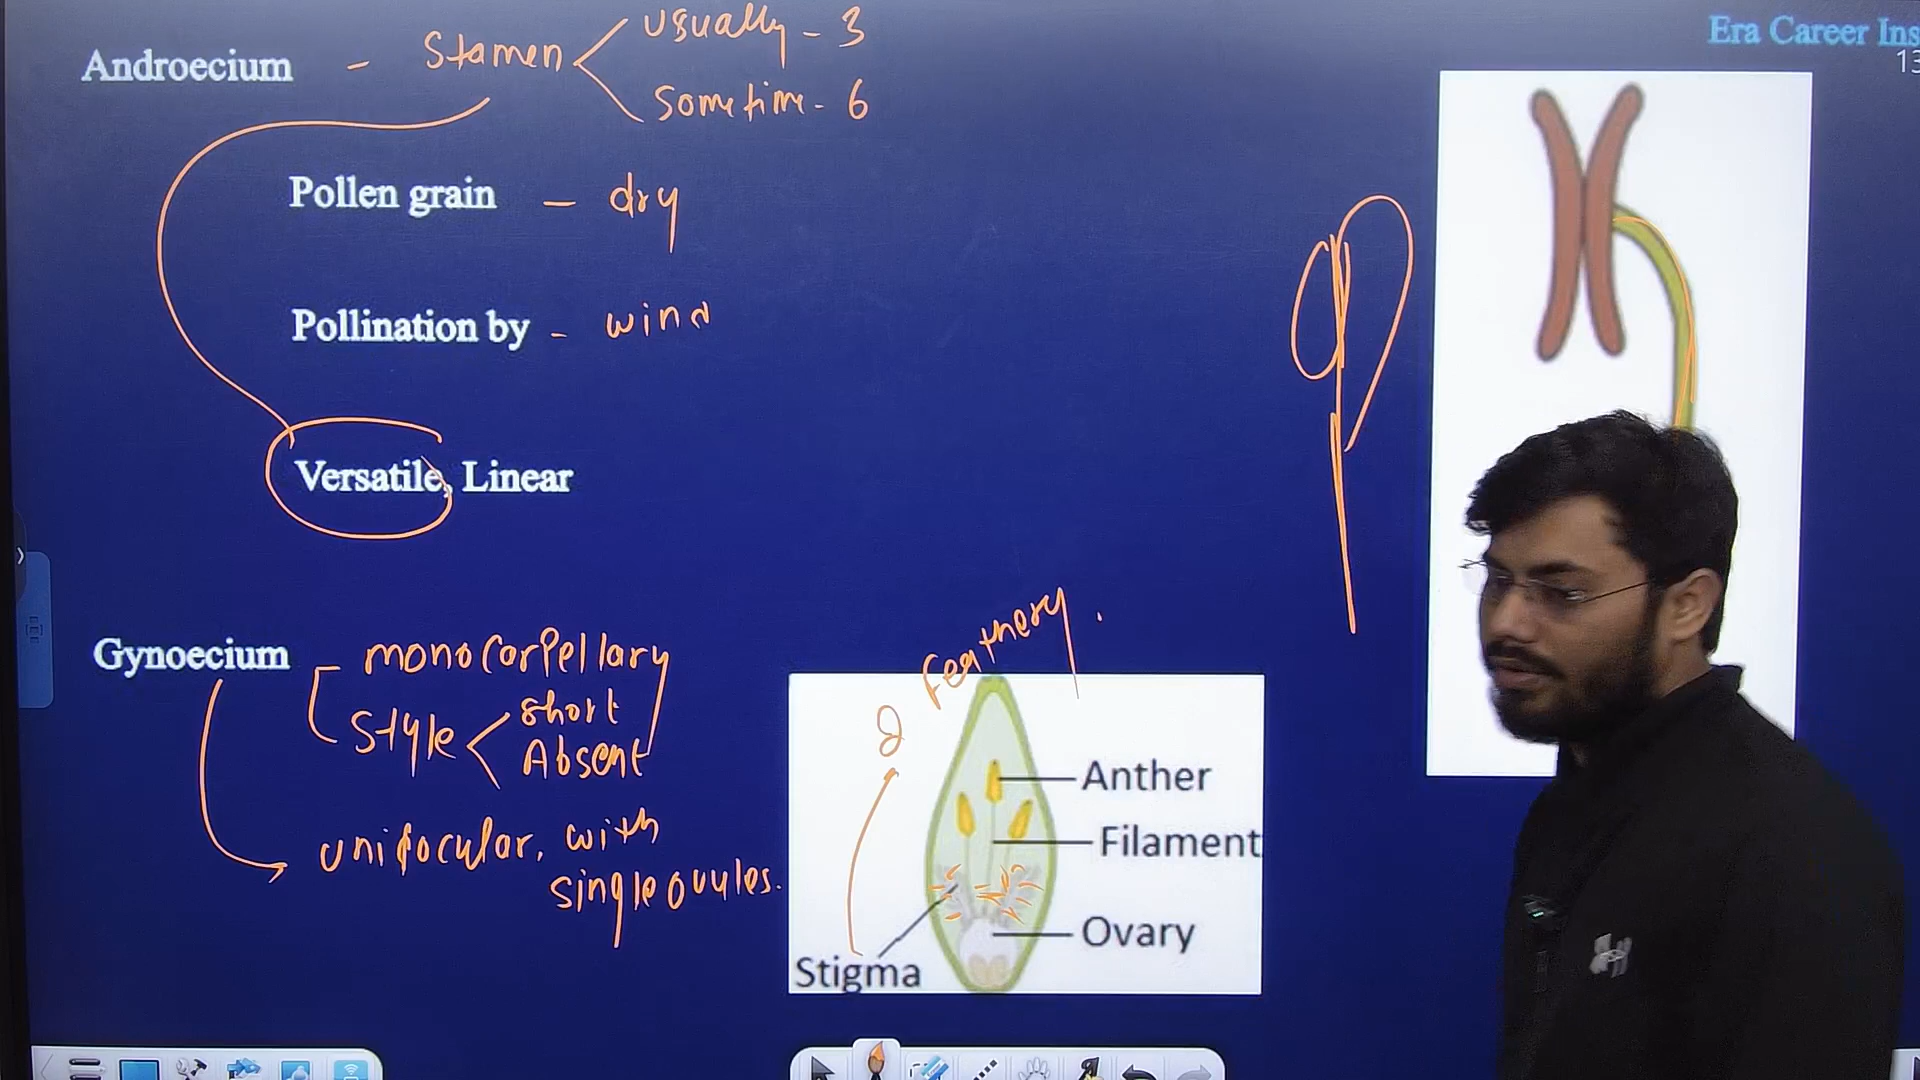 Era Career Ins
13
Androecium - Stamen
usually - 3
sometime - 6
Pollen grain - dry
Pollination by - wind
Versatile, Linear
Gynoecium
monocarpellary
style
short
Absent
unilocular, with
single ovules.
2 Feathery.
Anther
Filament
Ovary
Stigma